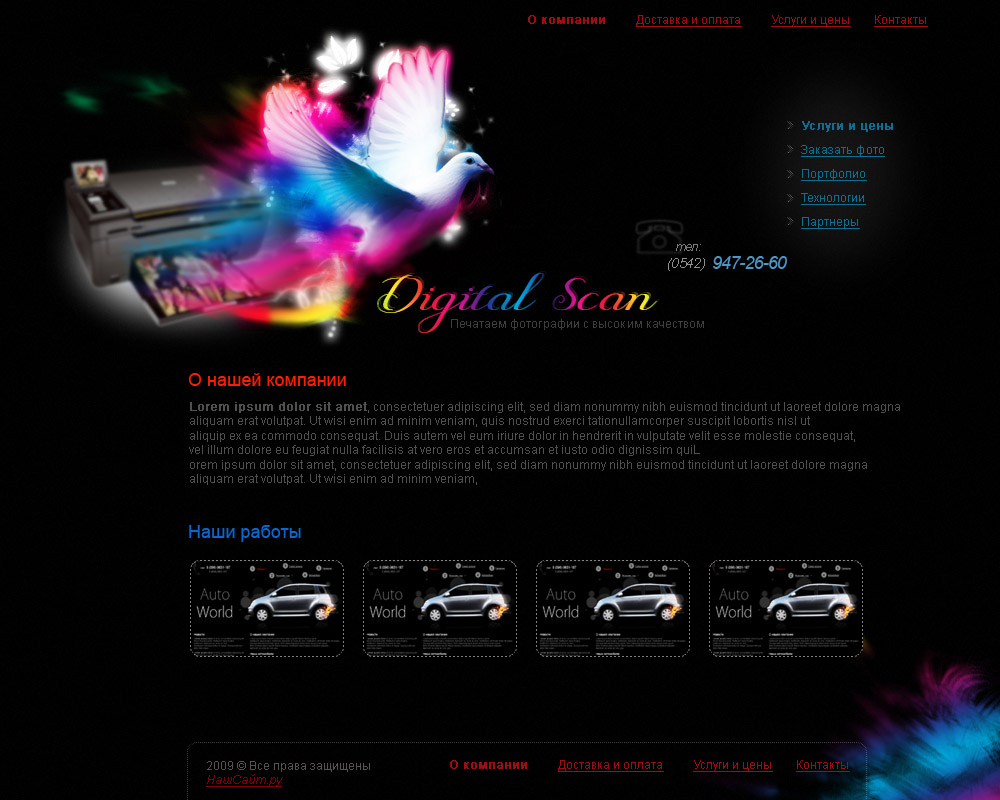 О компании Доставка и оплата Услуги и цены Контакты
Услуги и цены
Заказать фото
Портфолио
Технологии
Партнеры
тел:
(0542) 947-26-60
Digital Scan
Печатаем фотографии с высоким качеством
О нашей компании
Lorem ipsum dolor sit amet, consectetuer adipiscing elit, sed diam nonummy nibh euismod tincidunt ut laoreet dolore magna
aliquam erat volutpat. Ut wisi enim ad minim veniam, quis nostrud exerci tationullamcorper suscipit lobortis nisl ut
aliquip ex ea commodo consequat. Duis autem vel eum iriure dolor in hendrerit in vulputate velit esse molestie consequat,
vel illum dolore eu feugiat nulla facilisis at vero eros et accumsan et iusto odio dignissim quiL
orem ipsum dolor sit amet, consectetuer adipiscing elit, sed diam nonummy nibh euismod tincidunt ut laoreet dolore magna
aliquam erat volutpat. Ut wisi enim ad minim veniam,
Наши работы
Auto Auto Auto Auto
World World World World
2009 © Все права защищены О компании Доставка и оплата Услуги и цены Контакты
НашСайт.ру